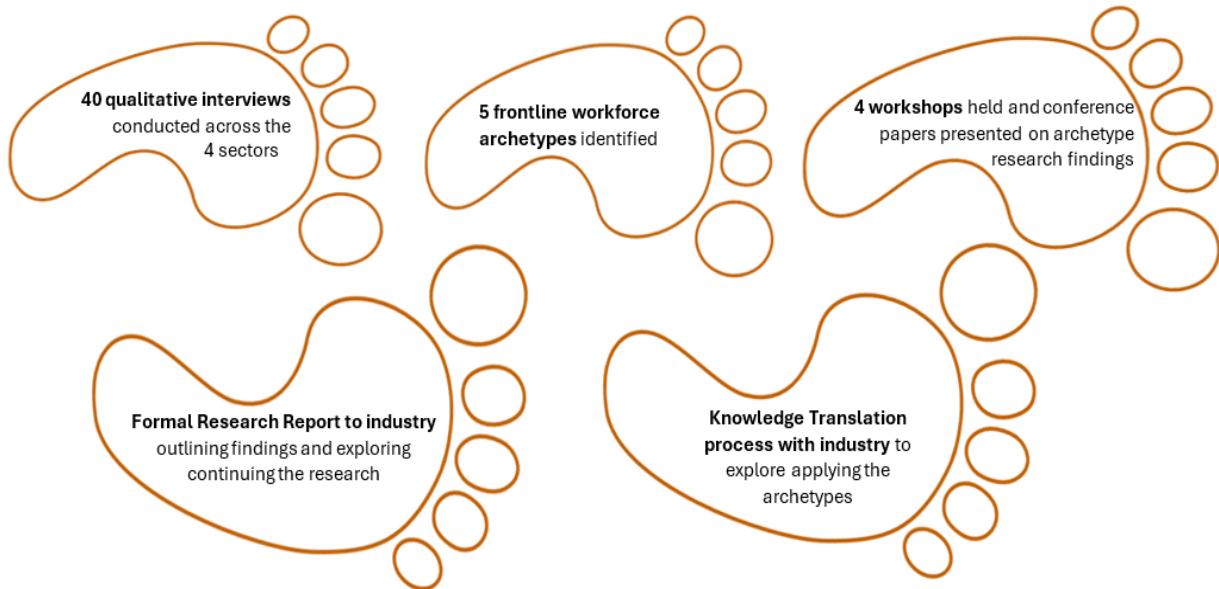 40 qualitative interviews
conducted across the
4 sectors
5 frontline workforce
archetypes identified
4 workshops held and conference
papers presented on archetype
research findings
Formal Research Report to industry
outlining findings and exploring
continuing the research
Knowledge Translation
process with industry to
explore applying the
archetypes